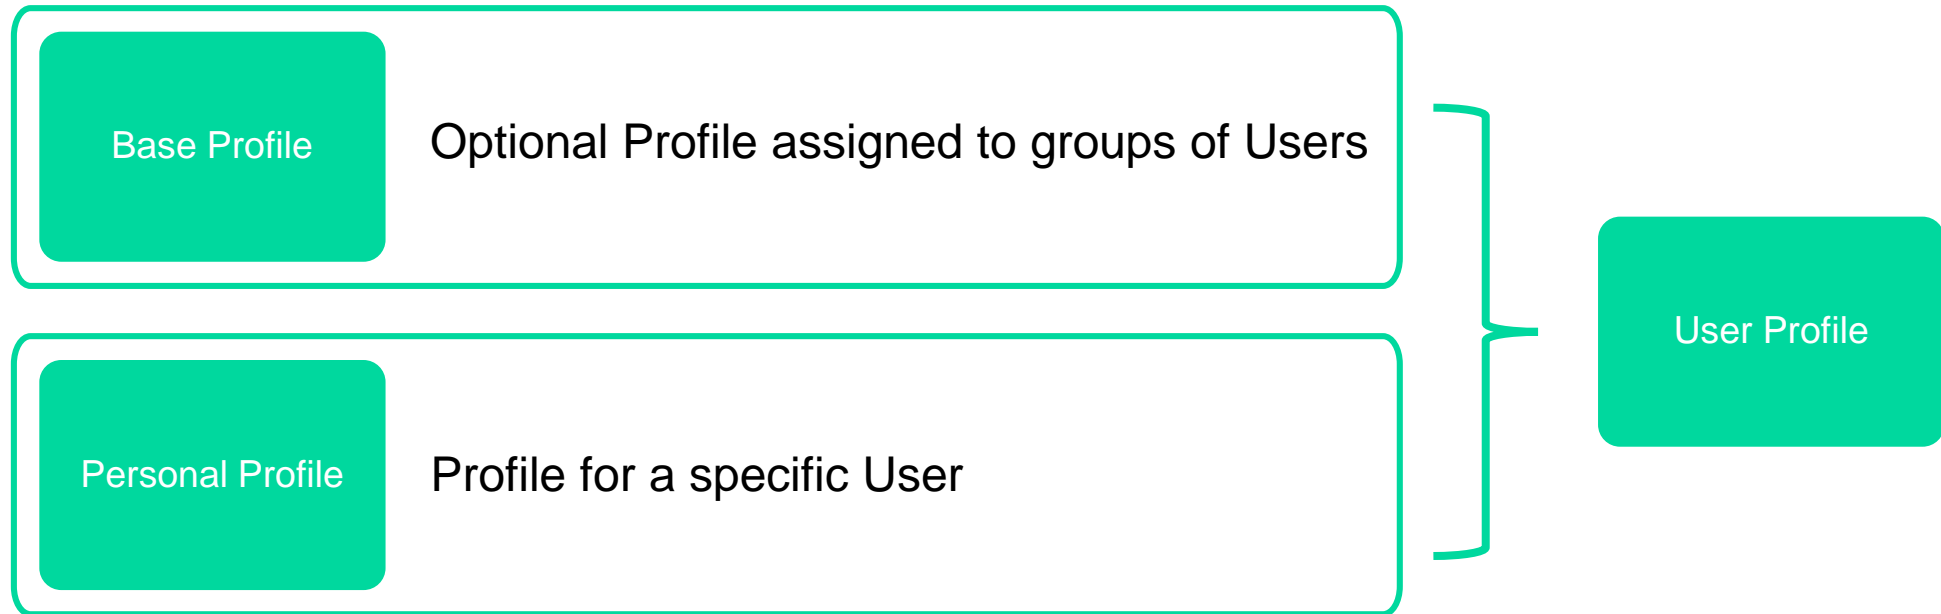 Base Profile
Optional Profile assigned to groups of Users
User Profile
Personal Profile
Profile for a specific User